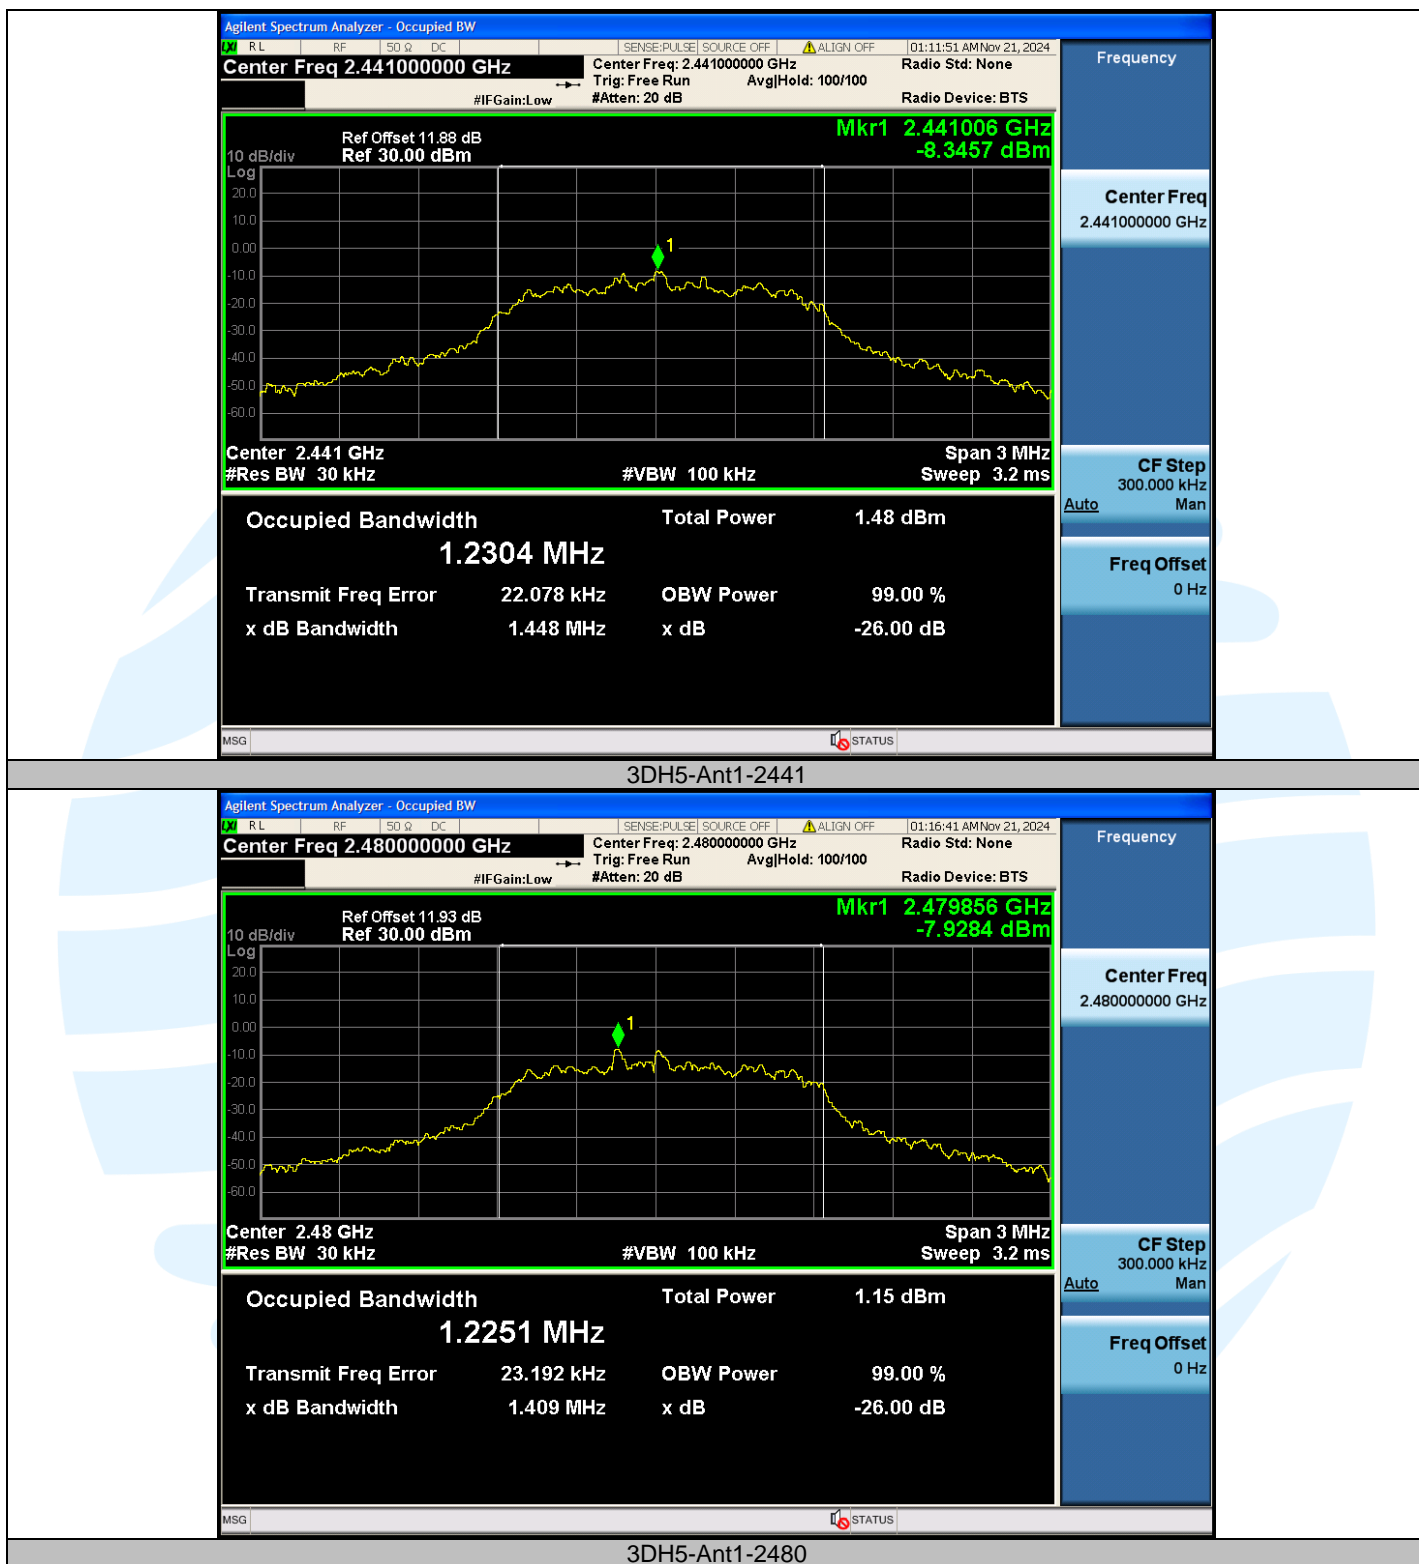 Agilent Spectrum Analyzer - Occupied BW
LXI RL RF 50 Ω DC SENSE:PULSE SOURCE OFF ALIGN OFF 01:11:51 AM Nov 21, 2024
Center Freq 2.441000000 GHz Center Freq: 2.441000000 GHz Radio Std: None
Trig: Free Run Avg|Hold: 100/100
#IFGain:Low #Atten: 20 dB Radio Device: BTS
Frequency
Mkr1 2.441006 GHz
-8.3457 dBm
Ref Offset 11.88 dB
10 dB/div Ref 30.00 dBm
Log
20.0
10.0
0.00
-10.0
-20.0
-30.0
-40.0
-50.0
-60.0
1
Center 2.441 GHz Span 3 MHz
#Res BW 30 kHz #VBW 100 kHz Sweep 3.2 ms
Center Freq
2.441000000 GHz
CF Step
300.000 kHz
Auto Man
Freq Offset
0 Hz
Occupied Bandwidth Total Power 1.48 dBm
1.2304 MHz
Transmit Freq Error 22.078 kHz OBW Power 99.00 %
x dB Bandwidth 1.448 MHz x dB -26.00 dB
MSG STATUS
3DH5-Ant1-2441
Agilent Spectrum Analyzer - Occupied BW
LXI RL RF 50 Ω DC SENSE:PULSE SOURCE OFF ALIGN OFF 01:16:41 AM Nov 21, 2024
Center Freq 2.480000000 GHz Center Freq: 2.480000000 GHz Radio Std: None
Trig: Free Run Avg|Hold: 100/100
#IFGain:Low #Atten: 20 dB Radio Device: BTS
Frequency
Mkr1 2.479856 GHz
-7.9284 dBm
Ref Offset 11.93 dB
10 dB/div Ref 30.00 dBm
Log
20.0
10.0
0.00
-10.0
-20.0
-30.0
-40.0
-50.0
-60.0
1
Center 2.48 GHz Span 3 MHz
#Res BW 30 kHz #VBW 100 kHz Sweep 3.2 ms
Center Freq
2.480000000 GHz
CF Step
300.000 kHz
Auto Man
Freq Offset
0 Hz
Occupied Bandwidth Total Power 1.15 dBm
1.2251 MHz
Transmit Freq Error 23.192 kHz OBW Power 99.00 %
x dB Bandwidth 1.409 MHz x dB -26.00 dB
MSG STATUS
3DH5-Ant1-2480